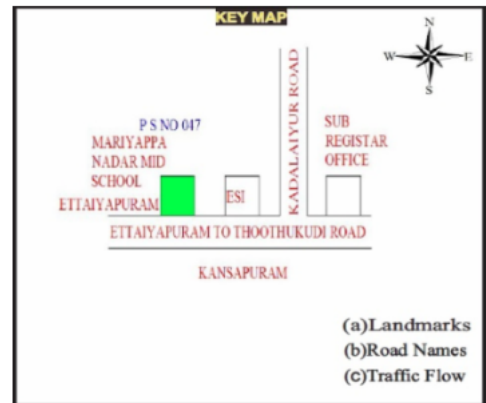 KEY MAP
N
W
E
S
KADALAIYUR ROAD
P S NO 047
MARIYAPPA
NADAR MID
SCHOOL
ETTAIYAPURAM
ESI
SUB
REGISTAR
OFFICE
ETTAIYAPURAM TO THOOTHUKUDI ROAD
KANSAPURAM
(a)Landmarks
(b)Road Names
(c)Traffic Flow